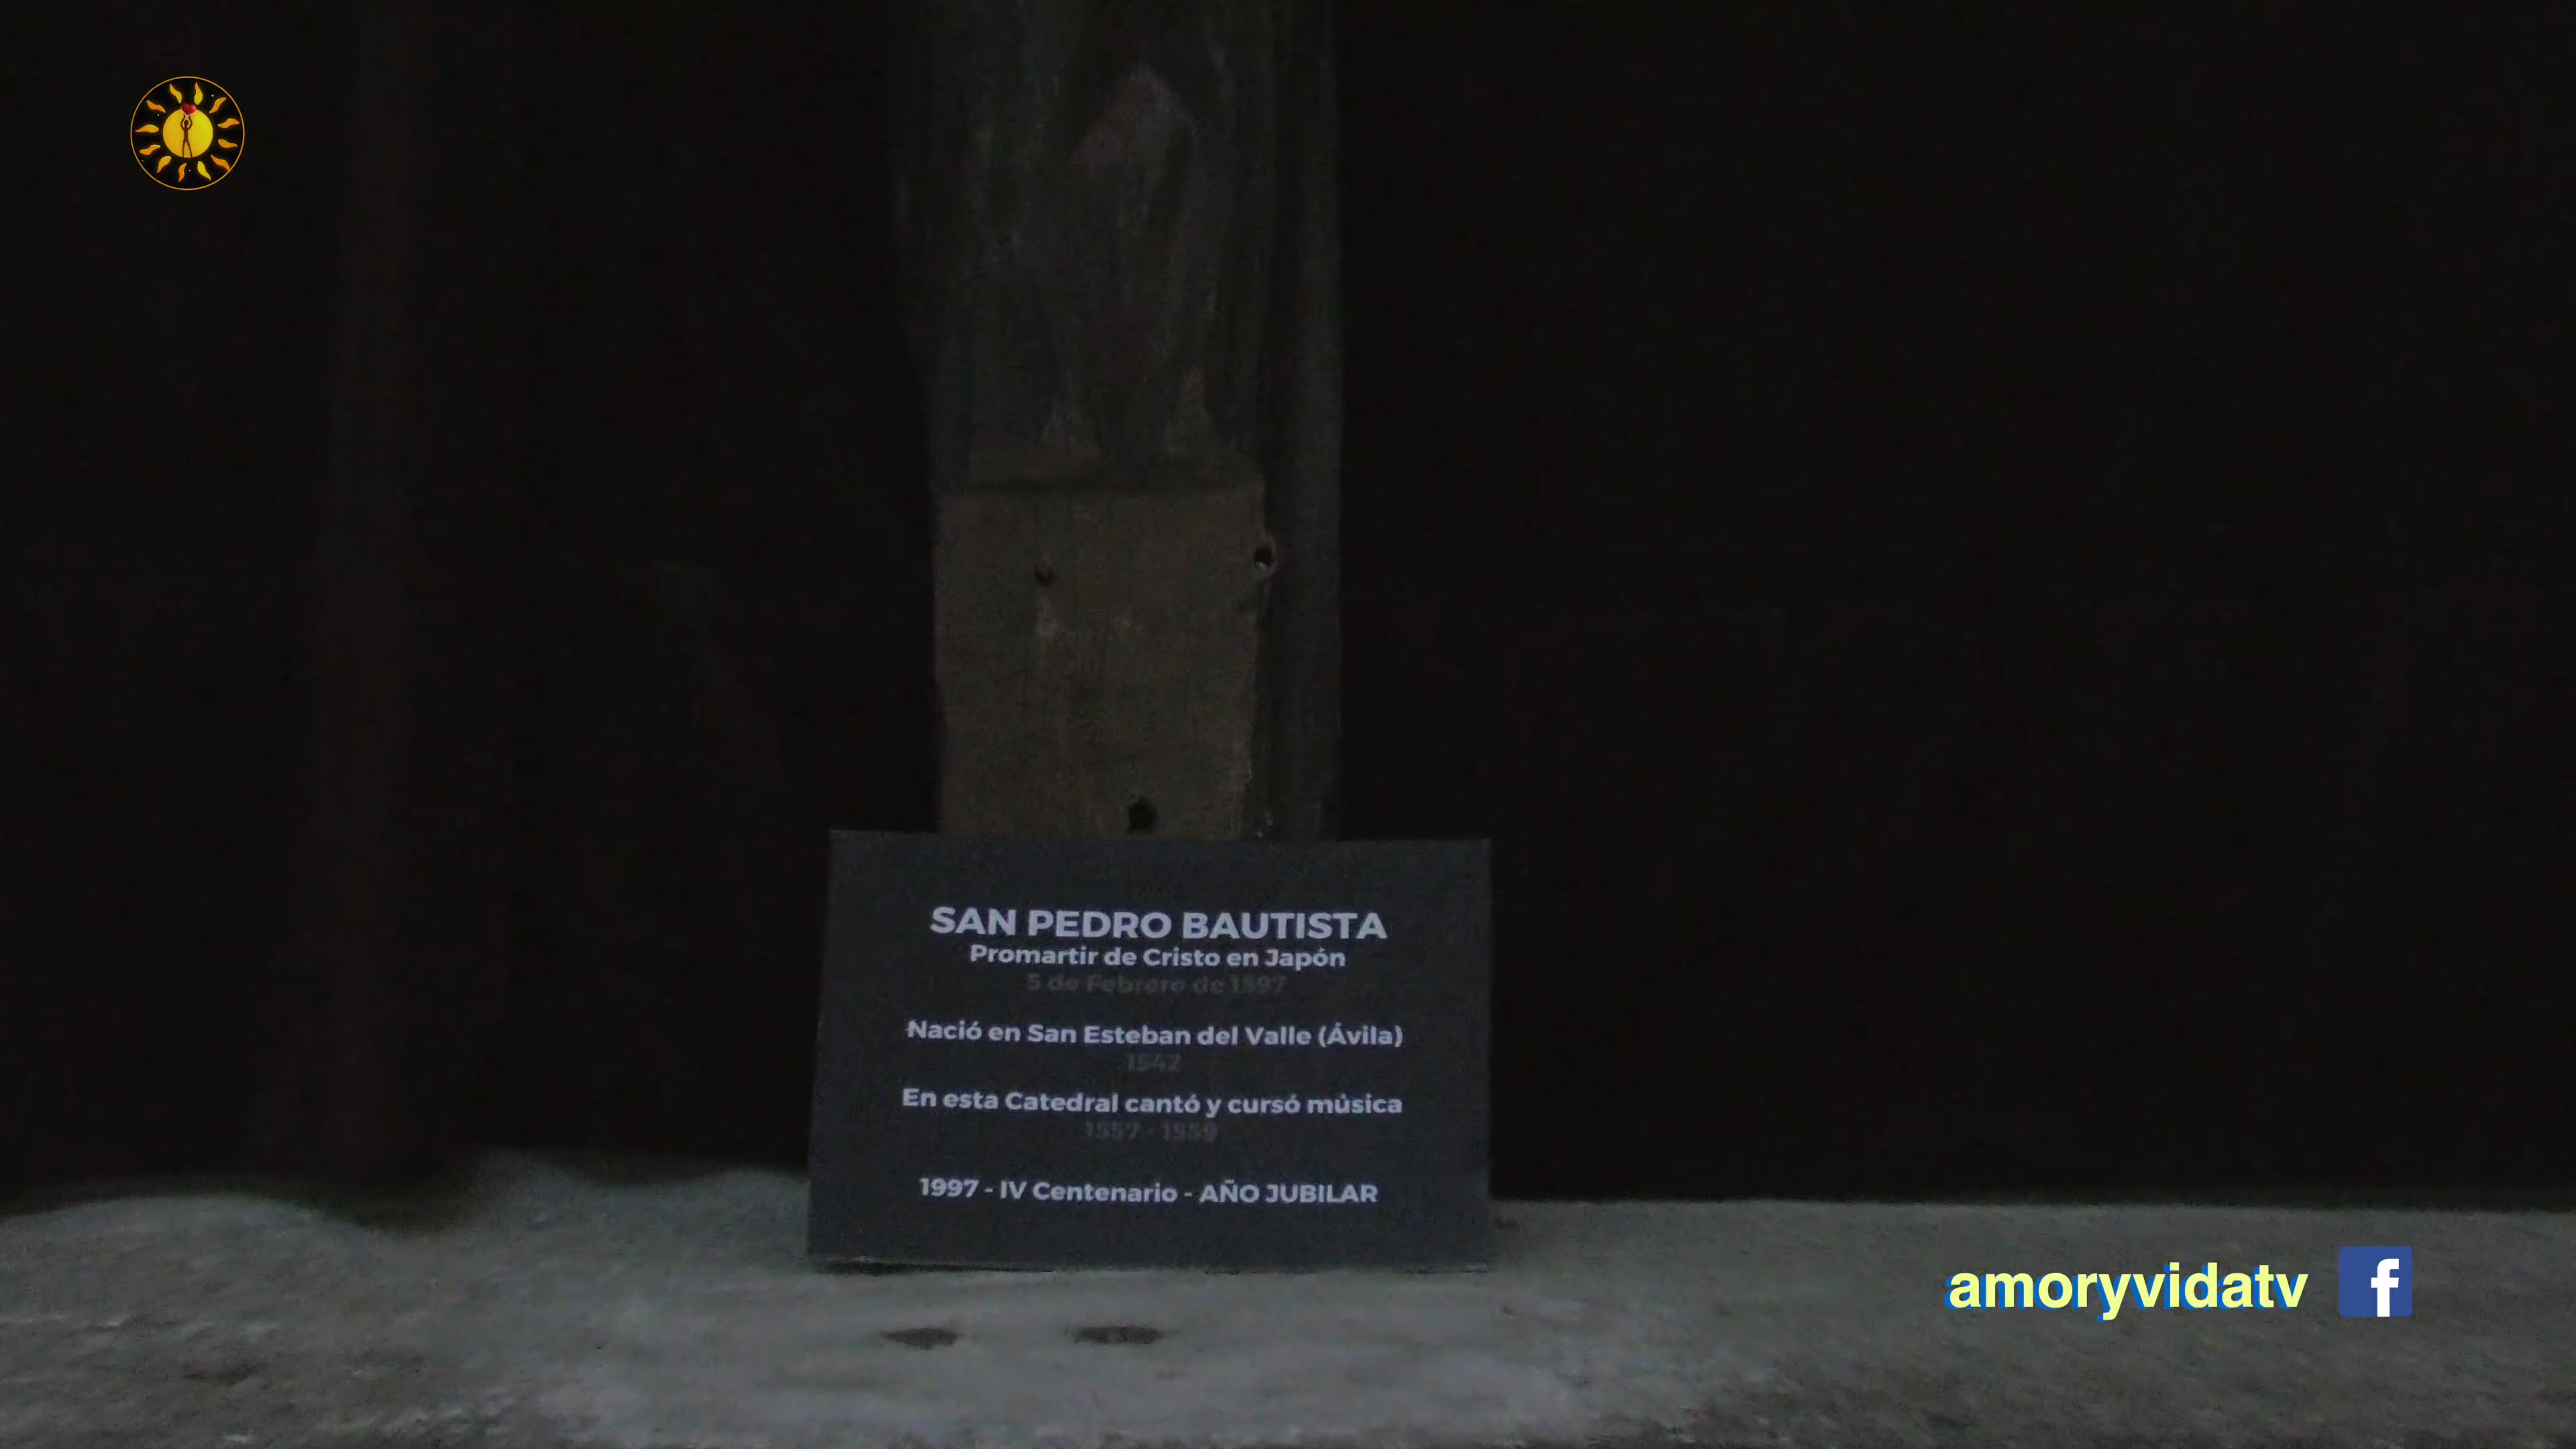 SAN PEDRO BAUTISTA
Promartir de Cristo en Japón
5 de Febrero de 1597
Nació en San Esteban del Valle (Ávila)
1542
En esta Catedral cantó y cursó música
1557 - 1559
1997 - IV Centenario - AÑO JUBILAR
amoryvidatv f